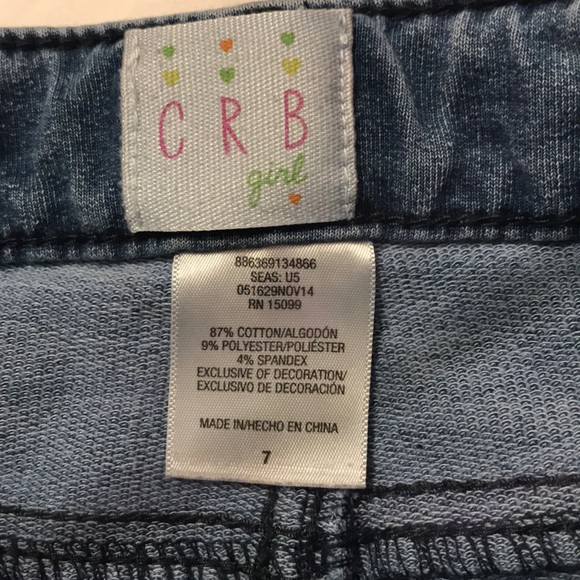 CRB
girl
886369134866
SEAS: U5
051629NOV14
RN 15099
87% COTTON/ALGODÓN
9% POLYESTER/POLIÉSTER
4% SPANDEX
EXCLUSIVE OF DECORATION/
EXCLUSIVO DE DECORACIÓN
MADE IN/HECHO EN CHINA
7